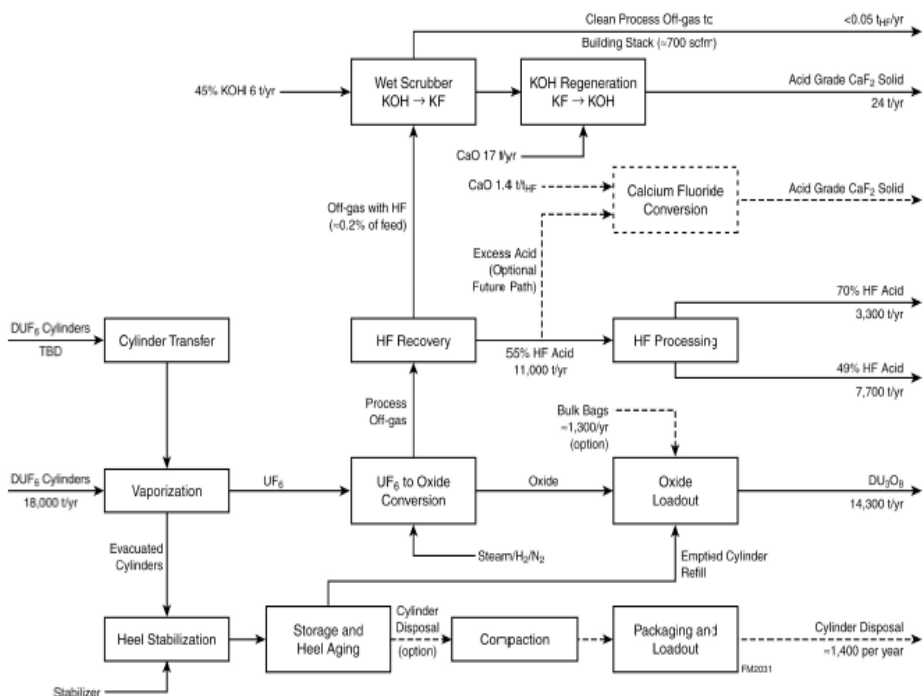 Clean Process Off-gas to
<0.05 tHF/yr
Building Stack (≈700 scfm)
45% KOH 6 t/yr
Wet Scrubber
KOH → KF
KOH Regeneration
KF → KOH
Acid Grade CaF2 Solid
24 t/yr
CaO 17 t/yr
CaO 1.4 t/tHF
Calcium Fluoride
Conversion
Acid Grade CaF2 Solid
Off-gas with HF
(≈0.2% of feed)
Excess Acid
(Optional
Future Path)
DUF6 Cylinders
TBD
Cylinder Transfer
HF Recovery
55% HF Acid
11,000 t/yr
HF Processing
70% HF Acid
3,300 t/yr
49% HF Acid
7,700 t/yr
Process
Off-gas
Bulk Bags
≈1,300/yr
(option)
DUF6 Cylinders
18,000 t/yr
Vaporization
UF6
UF6 to Oxide
Conversion
Oxide
Oxide
Loadout
DU3O8
14,300 t/yr
Evacuated
Cylinders
Steam/H2/N2
Emptied Cylinder
Refill
Heel Stabilization
Storage and
Heel Aging
Cylinder
Disposal
(option)
Compaction
Packaging and
Loadout
Cylinder Disposal
≈1,400 per year
FM2031
Stabilizer